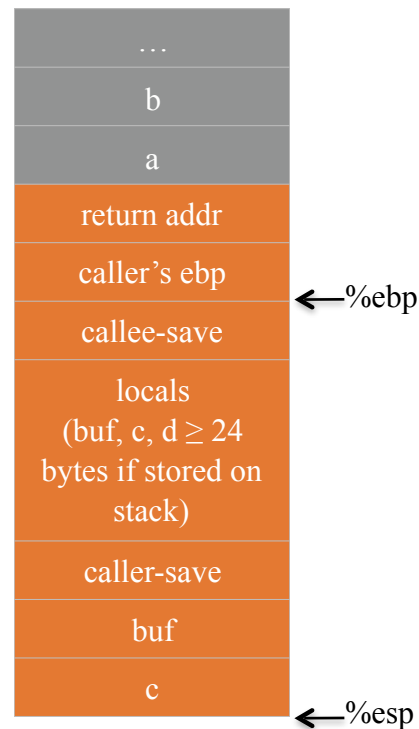 …
b
a
return addr
caller’s ebp
%ebp
callee-save
locals
(buf, c, d ≥ 24
bytes if stored on
stack)
caller-save
buf
c
%esp